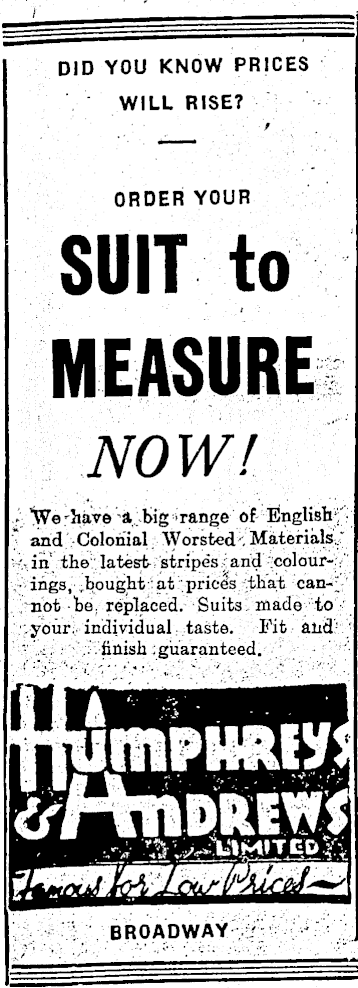 DID YOU KNOW PRICES
WILL RISE?
ORDER YOUR
SUIT to
MEASURE
NOW!
We have a big range of English
and Colonial Worsted Materials
in the latest stripes and colour-
ings, bought at prices that can-
not be replaced. Suits made to
your individual taste. Fit and
finish guaranteed.
HUMPHREYS
& ANDREWS
LIMITED
Famous for Low Prices
BROADWAY